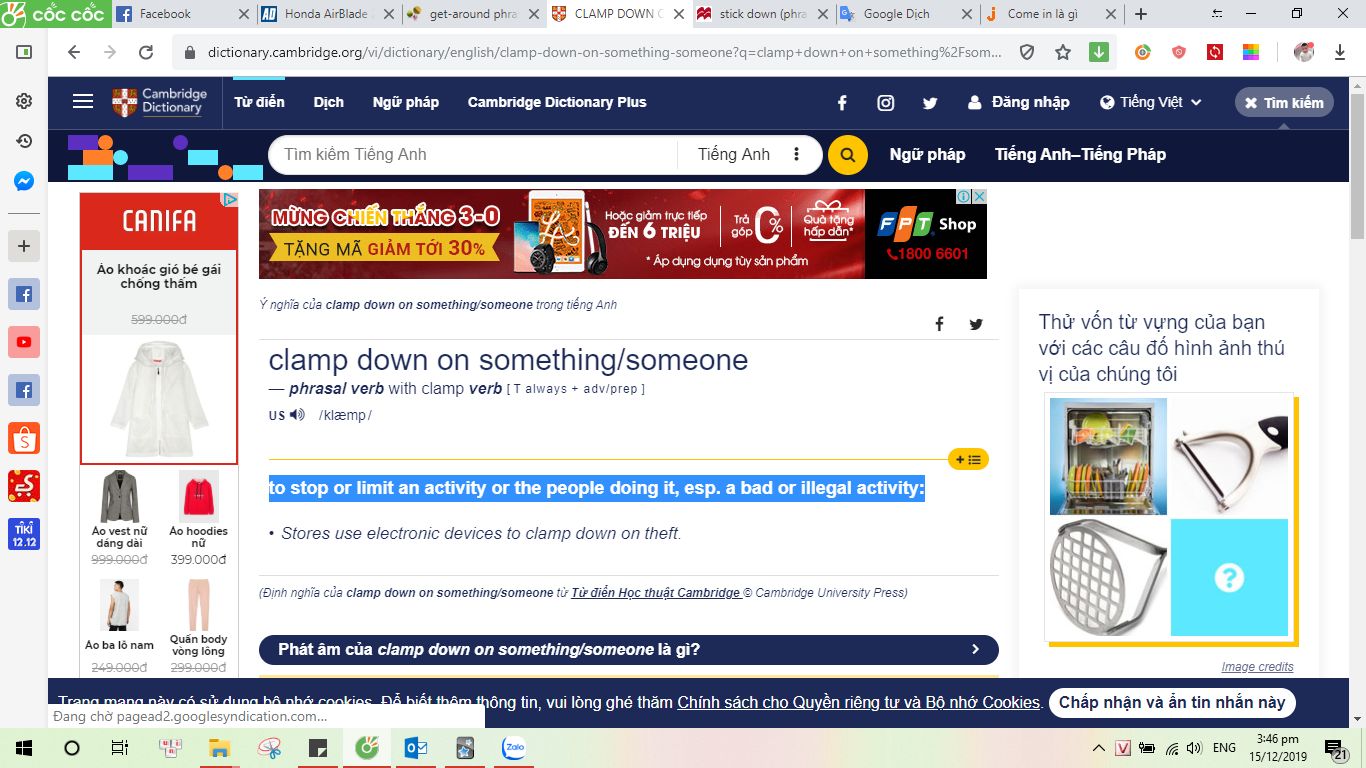 cốc cốc
Facebook
Honda AirBlade
get-around phra
CLAMP DOWN O
stick down (phra
Google Dịch
Come in là gì
dictionary.cambridge.org/vi/dictionary/english/clamp-down-on-something-someone?q=clamp+down+on+something%2Fsom...
Cambridge
Dictionary
Từ điển
Dịch
Ngữ pháp
Cambridge Dictionary Plus
Đăng nhập
Tiếng Việt
Tìm kiếm
Tìm kiếm Tiếng Anh
Tiếng Anh
Ngữ pháp
Tiếng Anh–Tiếng Pháp
CANIFA
Áo khoác gió bé gái
chống thấm
599.000đ
Áo vest nữ
dáng dài
999.000đ
Áo hoodies
nữ
399.000đ
Áo ba lỗ nam
249.000đ
Quần body
vòng lông
299.000đ
MỪNG CHIẾN THẮNG 3-0
TẶNG MÃ GIẢM TỚI 30%
Hoặc giảm trực tiếp
ĐẾN 6 TRIỆU
Trả
góp
0%
Quà tặng
hấp dẫn*
* Áp dụng dụng tùy sản phẩm
FPT Shop
1800 6601
Ý nghĩa của clamp down on something/someone trong tiếng Anh
clamp down on something/someone
— phrasal verb with clamp verb [ T always + adv/prep ]
US /klæmp/
to stop or limit an activity or the people doing it, esp. a bad or illegal activity:
• Stores use electronic devices to clamp down on theft.
(Định nghĩa của clamp down on something/someone từ Từ điển Học thuật Cambridge © Cambridge University Press)
Phát âm của clamp down on something/someone là gì?
Thử vốn từ vựng của bạn
với các câu đố hình ảnh thú
vị của chúng tôi
?
Image credits
Trang mạng này có sử dụng bộ nhớ cookies. Để biết thêm thông tin, vui lòng ghé thăm Chính sách cho Quyền riêng tư và Bộ nhớ Cookies.
Chấp nhận và ẩn tin nhắn này
Đang chờ pagead2.googlesyndication.com...
TIKI
12.12
Zalo
ENG
3:46 pm
15/12/2019
21